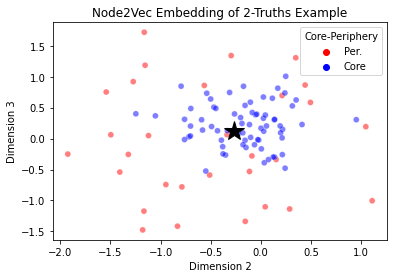 Node2Vec Embedding of 2-Truths Example
Core-Periphery
Per.
Core
Dimension 3
1.5
1.0
0.5
0.0
−0.5
−1.0
−1.5
−2.0 −1.5 −1.0 −0.5 0.0 0.5 1.0
Dimension 2